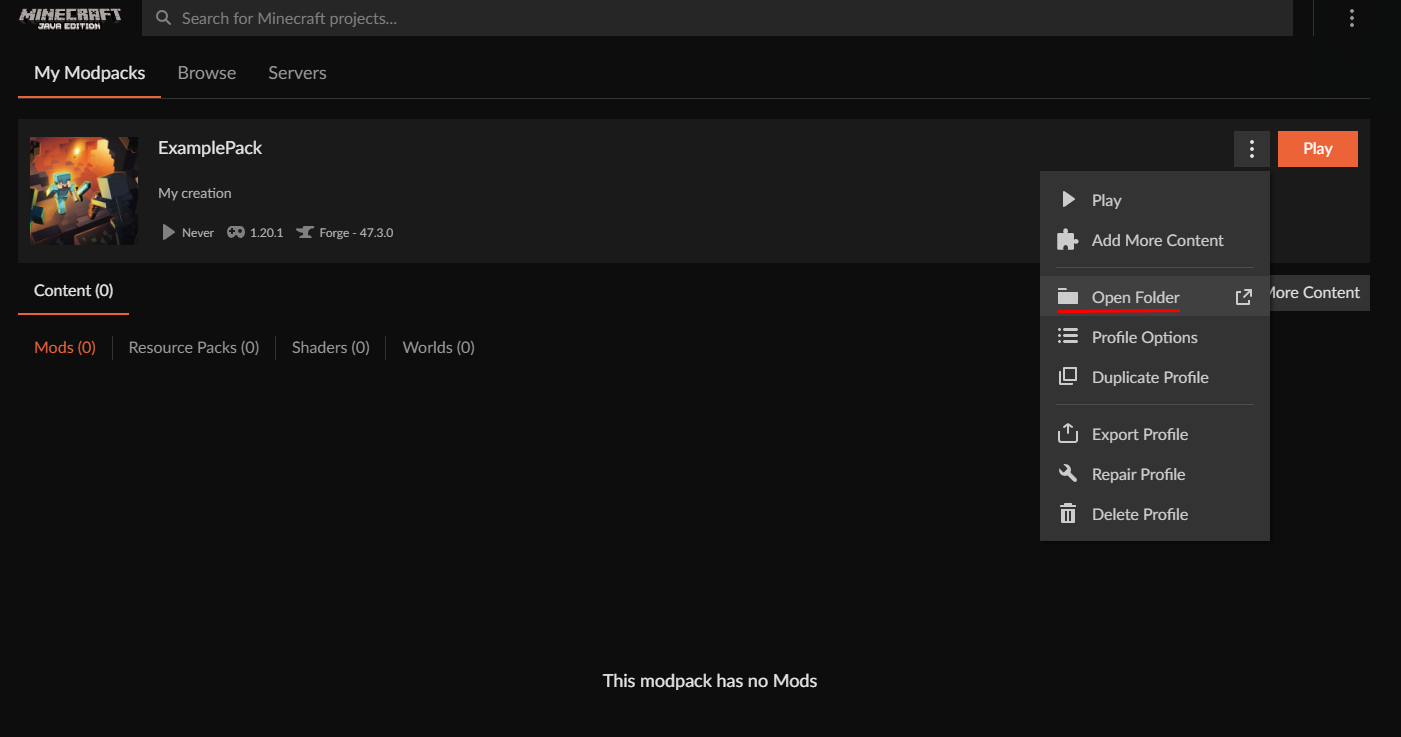 MINECRAFT
JAVA EDITION
Search for Minecraft projects...
My Modpacks
Browse
Servers
ExamplePack
Play
My creation
Never
1.20.1
Forge - 47.3.0
Play
Add More Content
Content (0)
Open Folder
More Content
Mods (0)
Resource Packs (0)
Shaders (0)
Worlds (0)
Profile Options
Duplicate Profile
Export Profile
Repair Profile
Delete Profile
This modpack has no Mods